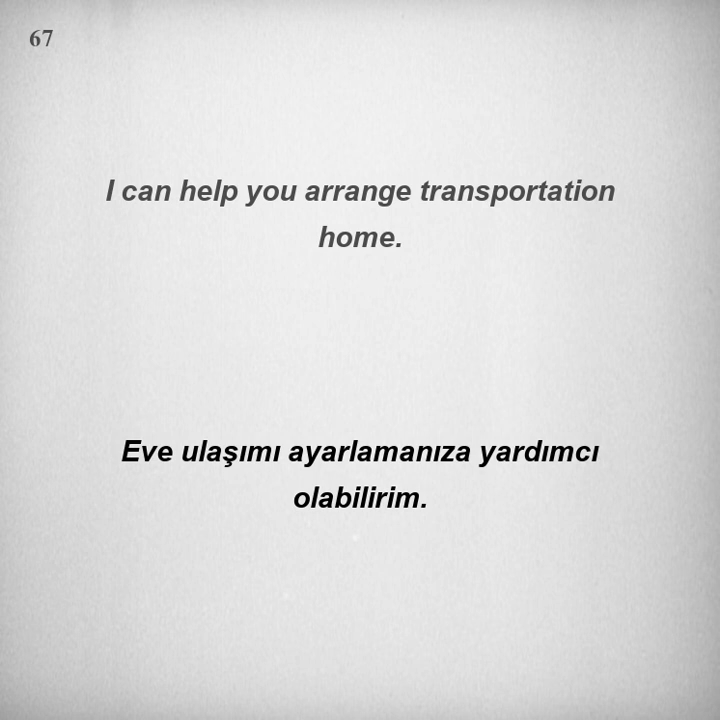 67
I can help you arrange transportation
home.
Eve ulaşımı ayarlamanıza yardımcı
olabilirim.